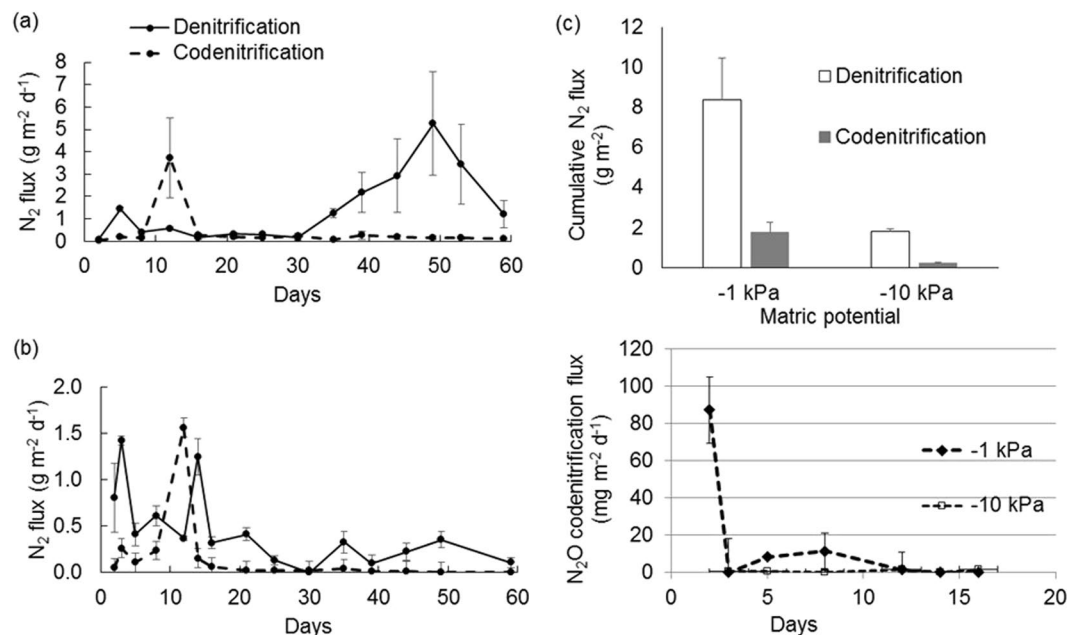 (a)
Denitrification
Codenitrification
N₂ flux (g m⁻² d⁻¹)
8
7
6
5
4
3
2
1
0
0 10 20 30 40 50 60
Days
(b)
N₂ flux (g m⁻² d⁻¹)
2.0
1.5
1.0
0.5
0.0
0 10 20 30 40 50 60
Days
(c)
Cumulative N₂ flux
(g m⁻²)
12
10
8
6
4
2
0
Denitrification
Codenitrification
-1 kPa -10 kPa
Matric potential
N₂O codenitrification flux
(mg m⁻² d⁻¹)
120
100
80
60
40
20
0
-1 kPa
-10 kPa
0 5 10 15 20
Days